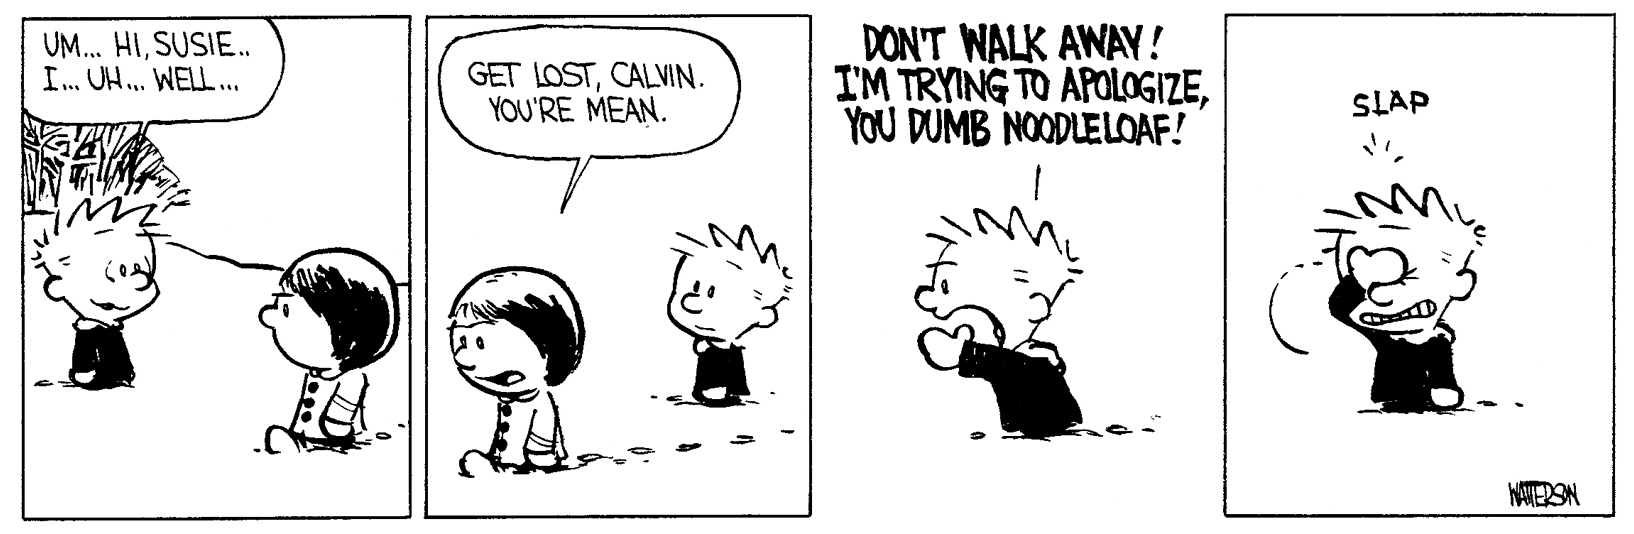 UM... HI, SUSIE..
I... UH... WELL...
GET LOST, CALVIN.
YOU'RE MEAN.
DON'T WALK AWAY!
I'M TRYING TO APOLOGIZE,
YOU DUMB NOODLELOAF!
SLAP
WATTERSON